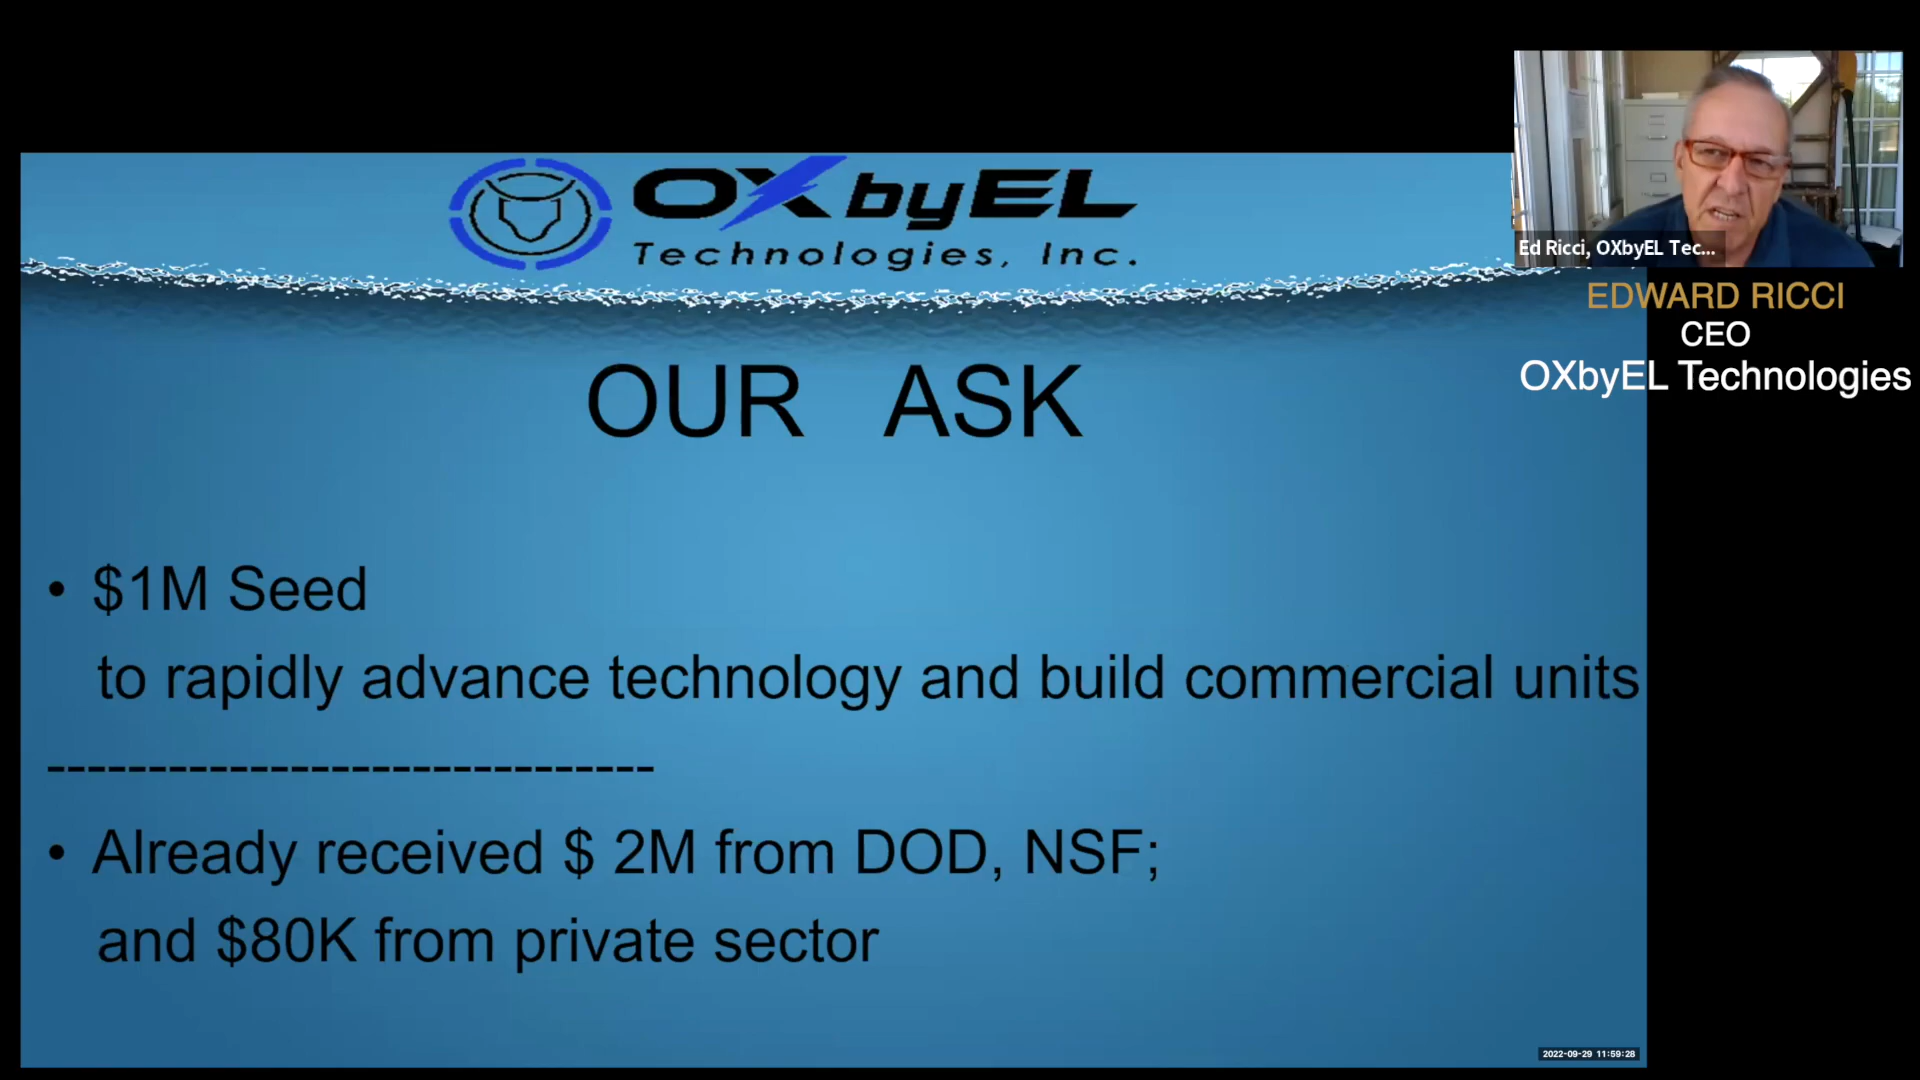 OXbyEL
Technologies, Inc.
Ed Ricci, OXbyEL Tec...
EDWARD RICCI
CEO
OXbyEL Technologies
OUR ASK
• $1M Seed
to rapidly advance technology and build commercial units
------------------------------
• Already received $ 2M from DOD, NSF;
and $80K from private sector
2022-09-29 11:59:28